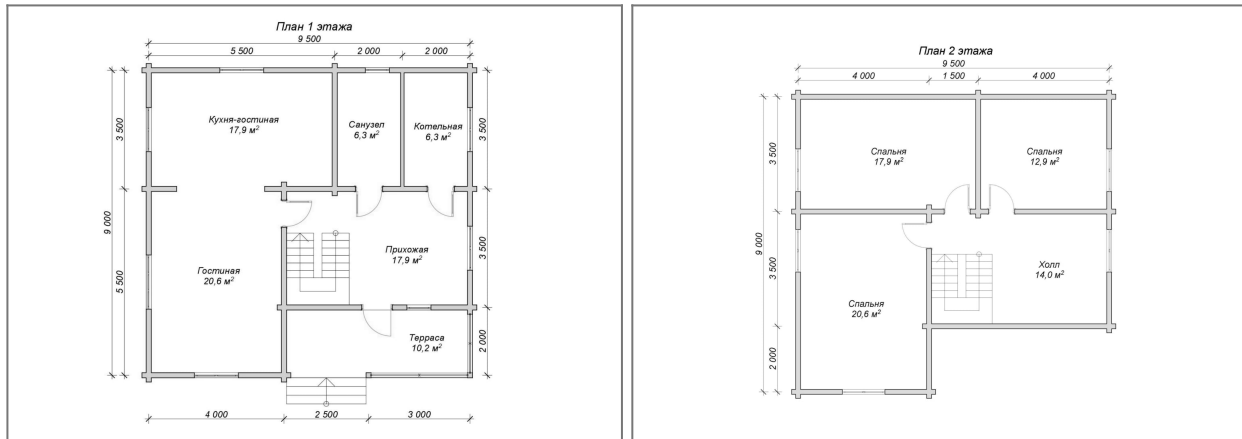 План 1 этажа
9 500
5 500
2 000
2 000
3 500
5 500
9 000
3 500
3 500
2 000
Кухня-гостиная
17,9 м²
Санузел
6,3 м²
Котельная
6,3 м²
Прихожая
17,9 м²
Гостиная
20,6 м²
Терраса
10,2 м²
4 000
2 500
3 000
План 2 этажа
9 500
4 000
1 500
4 000
3 500
9 000
3 500
2 000
Спальня
17,9 м²
Спальня
12,9 м²
Холл
14,0 м²
Спальня
20,6 м²